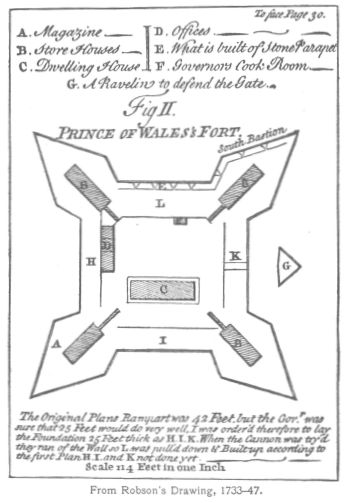 To face Page 30.
A. Magazine
B. Store Houses
C. Dwelling House
D. Offices
E. What is built of Stone Parapet
F. Governors Cook Room
G. A Ravelin to defend the Gate.
Fig II.
PRINCE OF WALES's FORT.
South Bastion
B
E
B
L
D
H
K
G
C
A
I
B
The Original Plans Rampart was 42 Feet. but the Gor.r was
sure that 25 Feet would do very well, I was order'd therefore to lay
the Foundation 25 Feet thick as H.I.K. When the Cannon was try'd
they ran of the Wall so L was pull'd down & Built up according to
the first Plan H.I. and K not done yet.
Scale 114 Feet in one Inch
From Robson's Drawing, 1733–47.